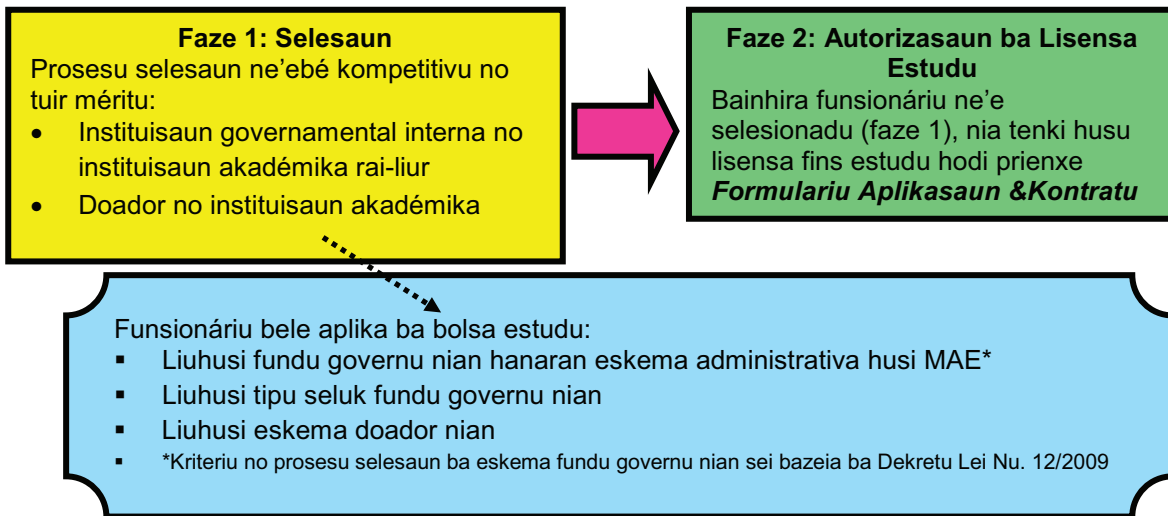 Faze 1: Selesaun
Prosesu selesaun ne’ebé kompetitivu no
tuir méritu:
• Instituisaun governamental interna no
instituisaun akadémika rai-liur
• Doador no instituisaun akadémika
Faze 2: Autorizasaun ba Lisensa
Estudu
Bainhira funsionáriu ne’e
selesionadu (faze 1), nia tenki husu
lisensa fins estudu hodi prienxe
Formulariu Aplikasaun &Kontratu
Funsionáriu bele aplika ba bolsa estudu:
▪ Liuhusi fundu governu nian hanaran eskema administrativa husi MAE*
▪ Liuhusi tipu seluk fundu governu nian
▪ Liuhusi eskema doador nian
▪ *Kriteriu no prosesu selesaun ba eskema fundu governu nian sei bazeia ba Dekretu Lei Nu. 12/2009